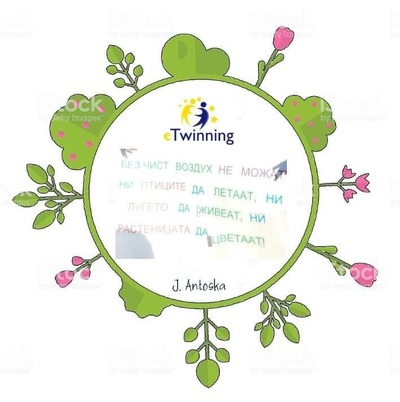 eTwinning
БЕЗ ЧИСТ ВОЗДУХ НЕ МОЖАТ
НИ ПТИЦИТЕ ДА ЛЕТААТ, НИ
ЛУЃЕТО ДА ЖИВЕАТ, НИ
РАСТЕНИЈАТА ДА ЦВЕТААТ!
J. Antoska